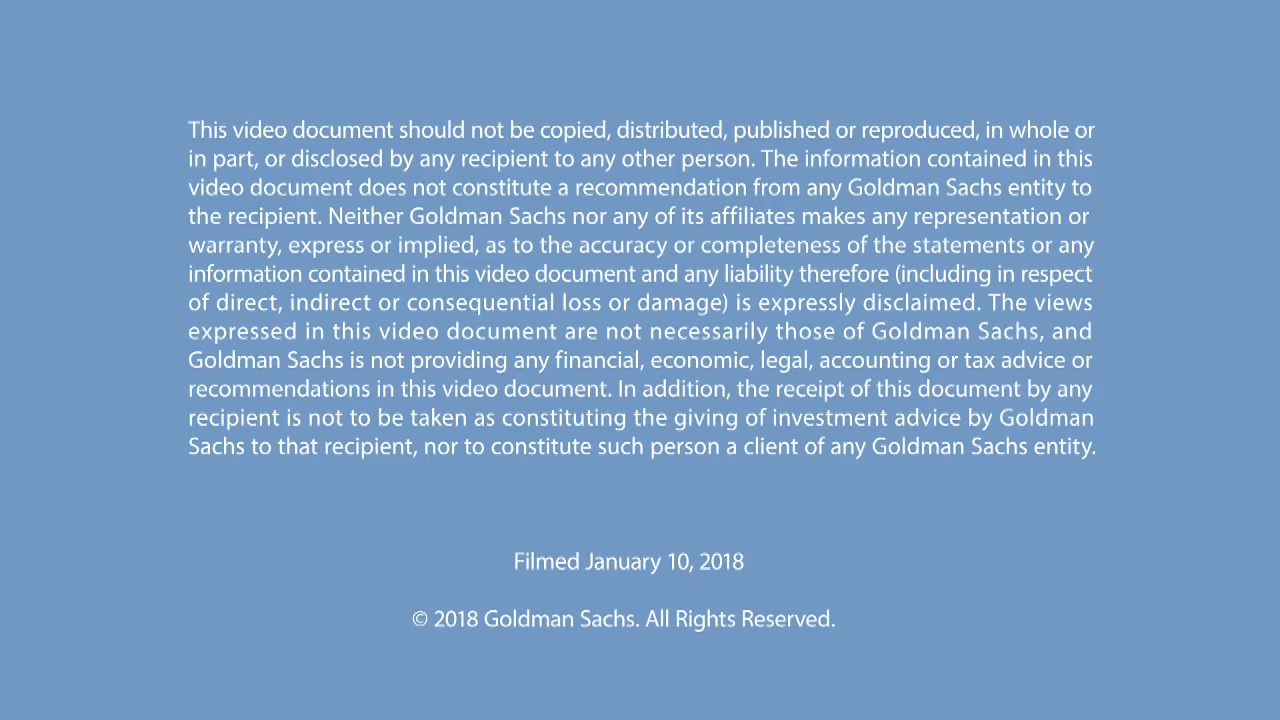 This video document should not be copied, distributed, published or reproduced, in whole or
in part, or disclosed by any recipient to any other person. The information contained in this
video document does not constitute a recommendation from any Goldman Sachs entity to
the recipient. Neither Goldman Sachs nor any of its affiliates makes any representation or
warranty, express or implied, as to the accuracy or completeness of the statements or any
information contained in this video document and any liability therefore (including in respect
of direct, indirect or consequential loss or damage) is expressly disclaimed. The views
expressed in this video document are not necessarily those of Goldman Sachs, and
Goldman Sachs is not providing any financial, economic, legal, accounting or tax advice or
recommendations in this video document. In addition, the receipt of this document by any
recipient is not to be taken as constituting the giving of investment advice by Goldman
Sachs to that recipient, nor to constitute such person a client of any Goldman Sachs entity.
Filmed January 10, 2018
© 2018 Goldman Sachs. All Rights Reserved.